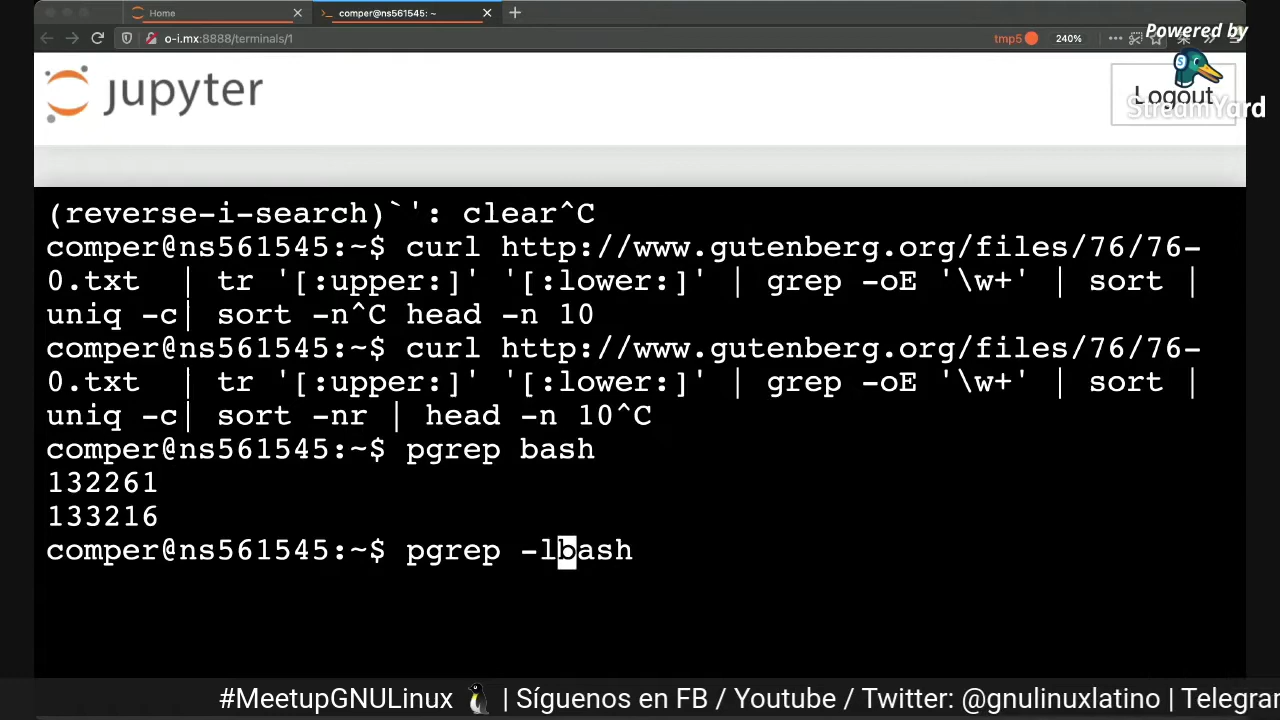 Home
comper@ns561545: ~
o-i.mx:8888/terminals/1
tmp5
240%
Powered by
StreamYard
jupyter
Logout
(reverse-i-search)`': clear^C
comper@ns561545:~$ curl http://www.gutenberg.org/files/76/76-
0.txt  | tr '[:upper:]' '[:lower:]' | grep -oE '\w+' | sort |
uniq -c| sort -n^C head -n 10
comper@ns561545:~$ curl http://www.gutenberg.org/files/76/76-
0.txt  | tr '[:upper:]' '[:lower:]' | grep -oE '\w+' | sort |
uniq -c| sort -nr | head -n 10^C
comper@ns561545:~$ pgrep bash
132261
133216
comper@ns561545:~$ pgrep -lbash
#MeetupGNULinux | Síguenos en FB / Youtube / Twitter: @gnulinuxlatino | Telegram